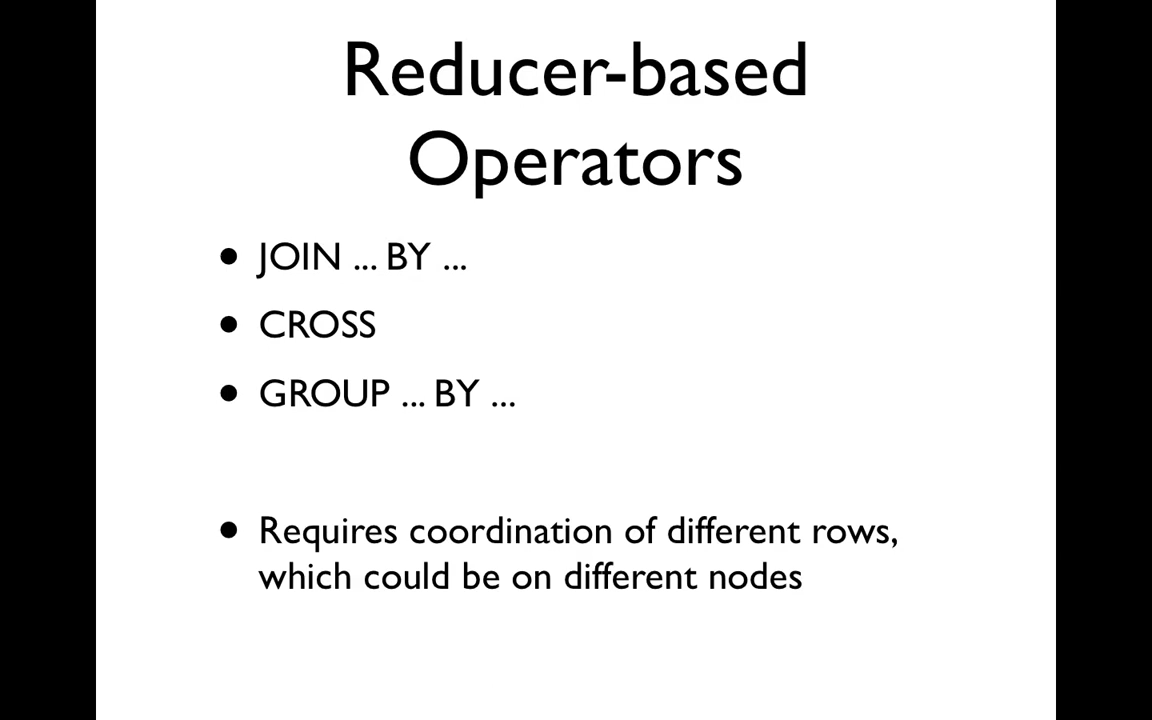 Reducer-based
Operators
• JOIN ... BY ...
• CROSS
• GROUP ... BY ...
• Requires coordination of different rows,
which could be on different nodes